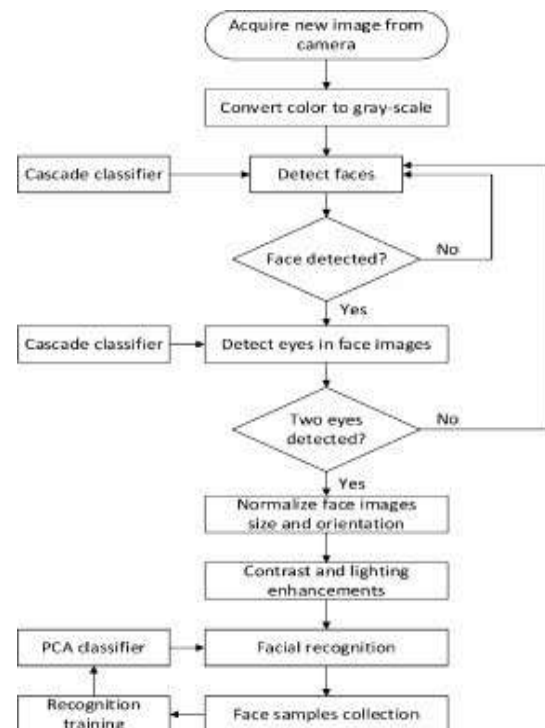 Acquire new image from
camera
Convert color to gray-scale
Cascade classifier
Detect faces
Face detected?
No
Yes
Cascade classifier
Detect eyes in face images
Two eyes
detected?
No
Yes
Normalize face images
size and orientation
Contrast and lighting
enhancements
PCA classifier
Facial recognition
Recognition
training
Face samples collection